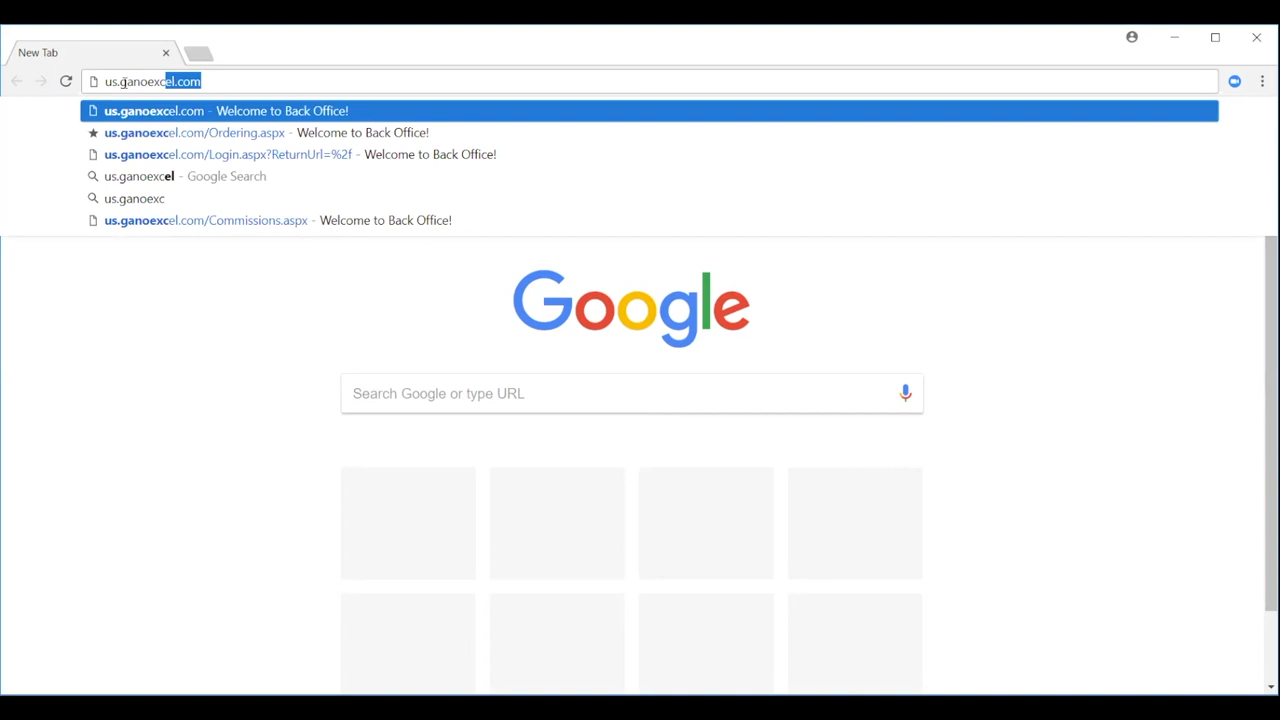 New Tab
us.ganoexcel.com
us.ganoexcel.com - Welcome to Back Office!
us.ganoexcel.com/Ordering.aspx - Welcome to Back Office!
us.ganoexcel.com/Login.aspx?ReturnUrl=%2f - Welcome to Back Office!
us.ganoexcel - Google Search
us.ganoexc
us.ganoexcel.com/Commissions.aspx - Welcome to Back Office!
Google
Search Google or type URL